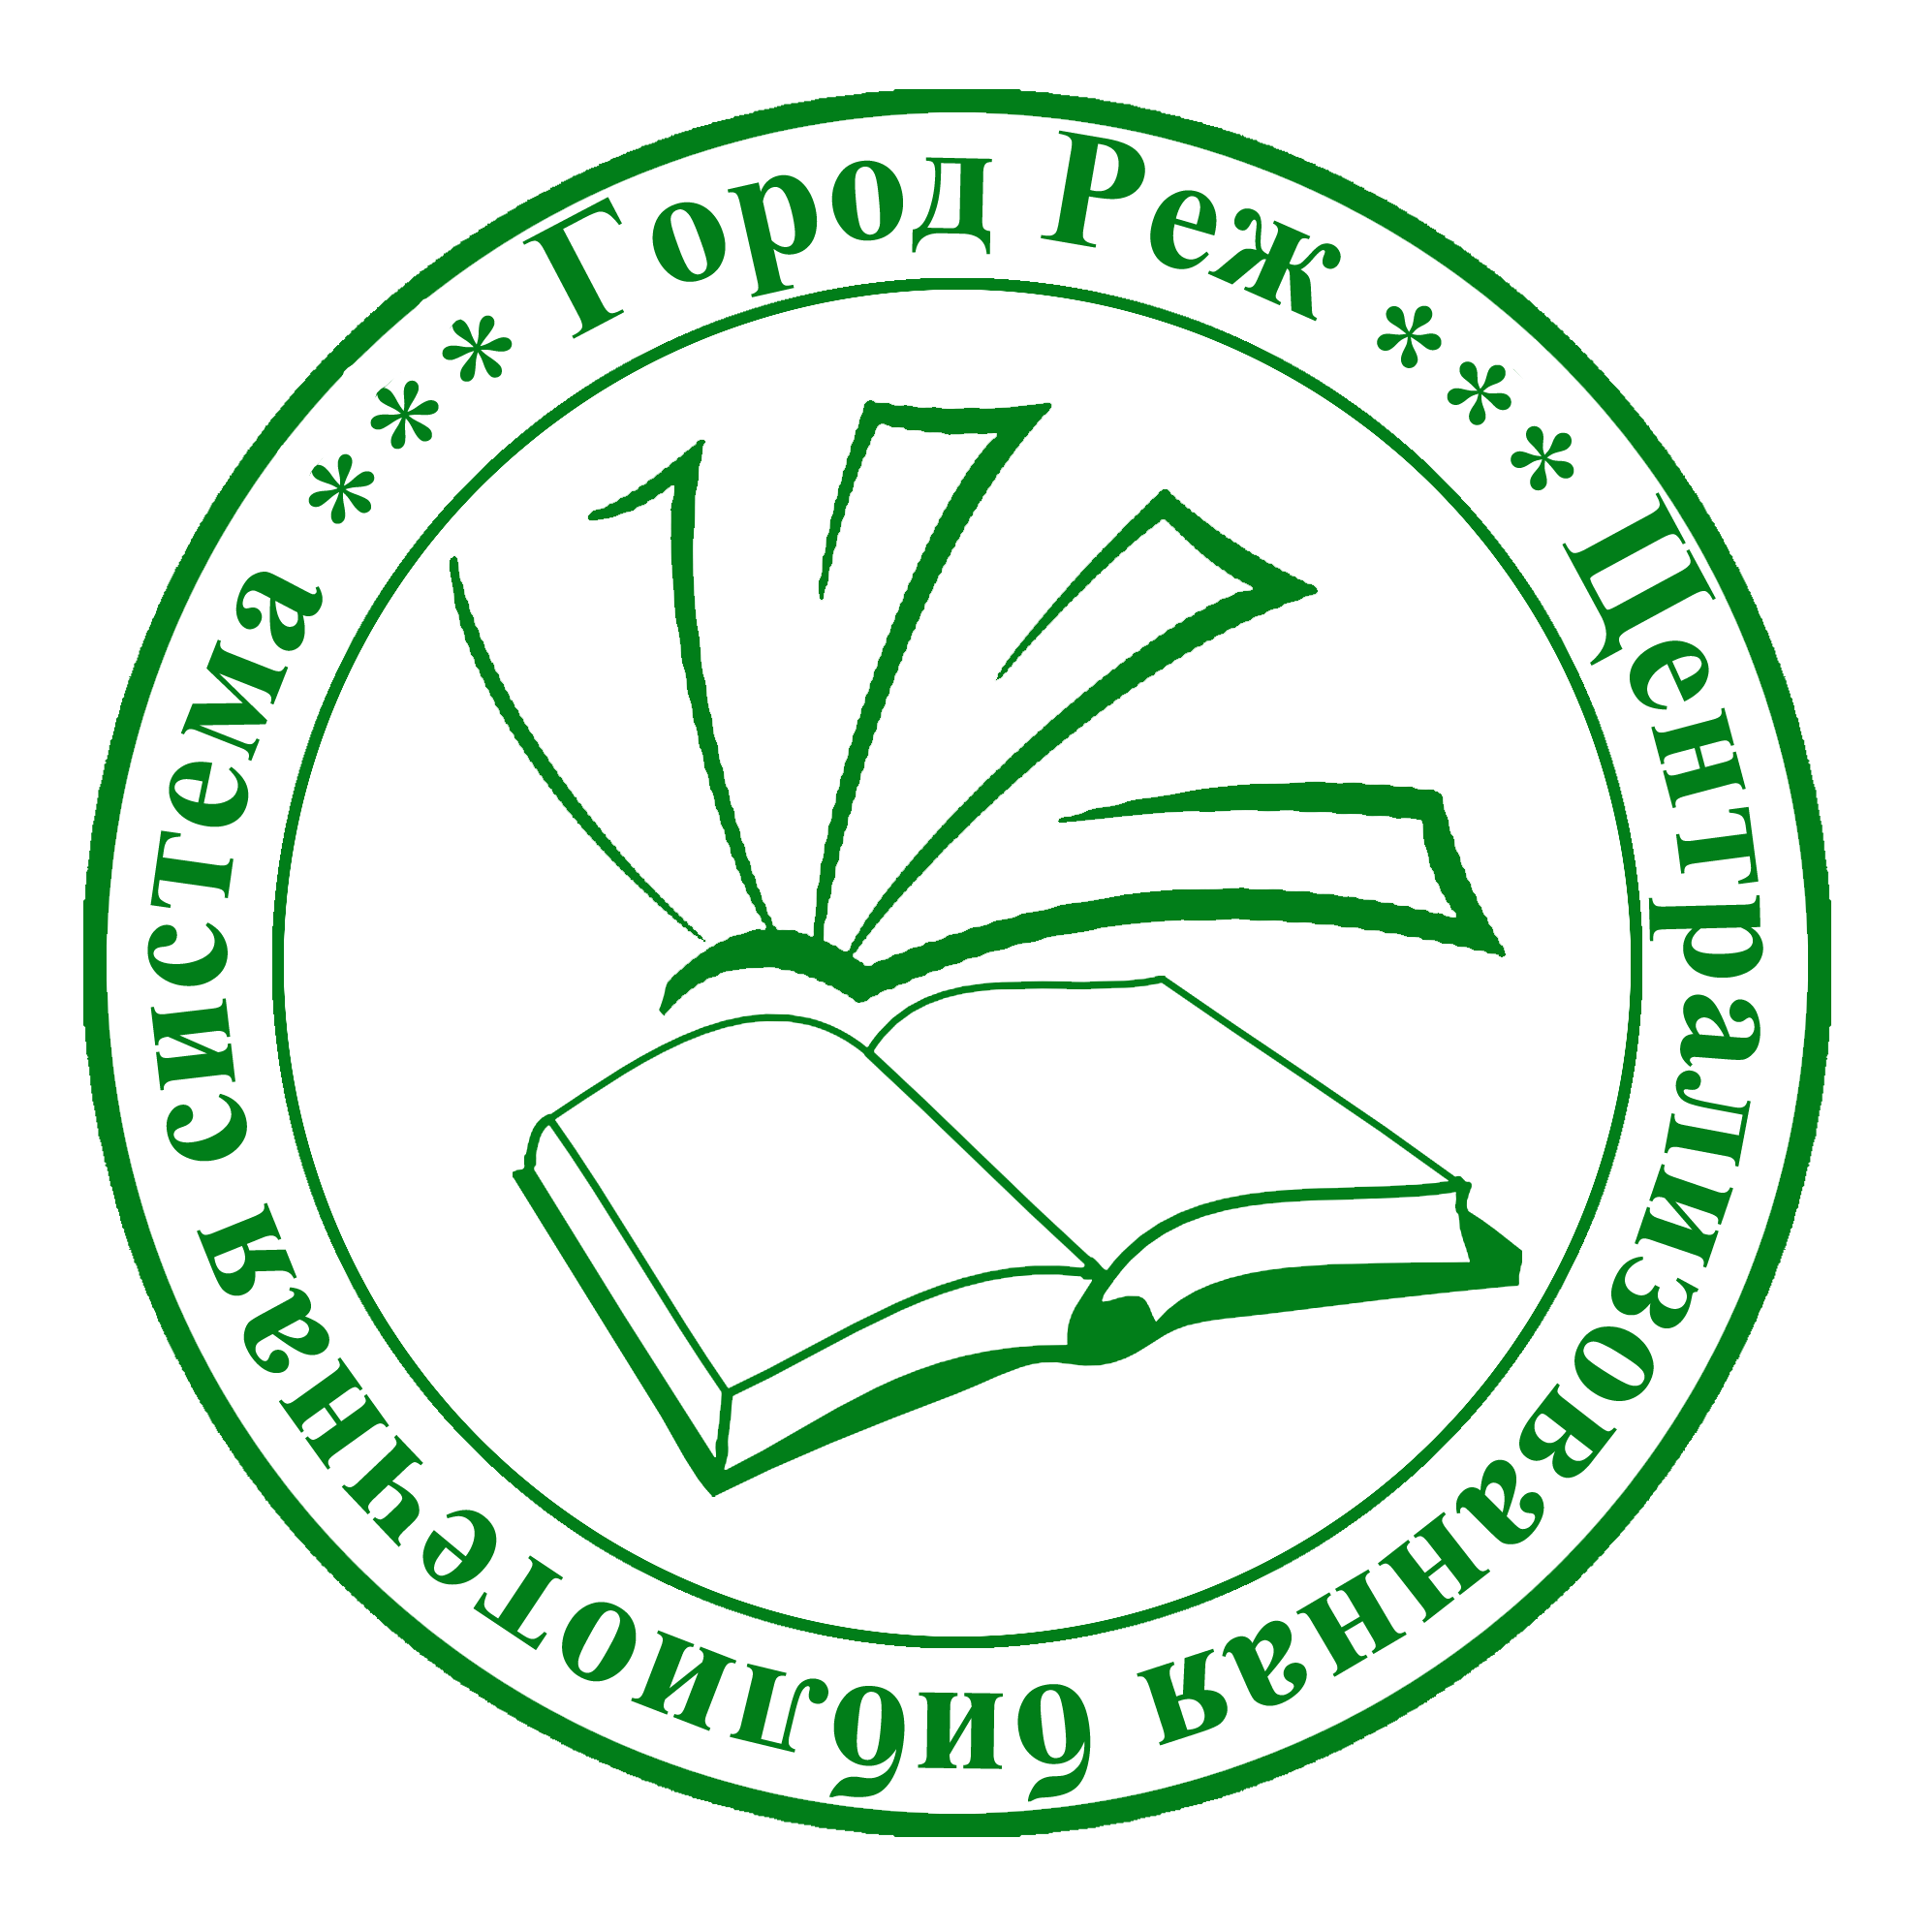 Город Реж
*** Централизованная библиотечная система ***